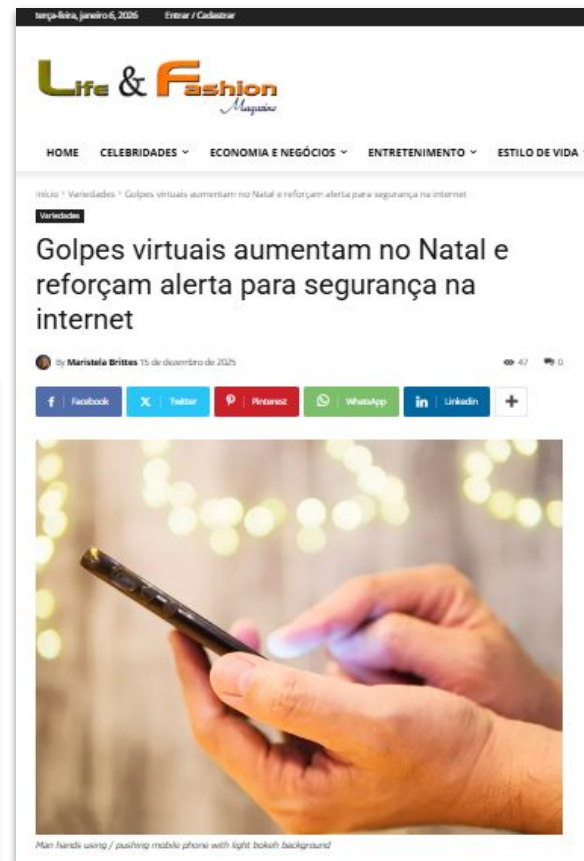 terça-feira, janeiro 6, 2026 Entrar / Cadastrar
Life & Fashion
Magazine
HOME CELEBRIDADES ECONOMIA E NEGÓCIOS ENTRETENIMENTO ESTILO DE VIDA
Início Variedades Golpes virtuais aumentam no Natal e reforçam alerta para segurança na internet
Variedades
Golpes virtuais aumentam no Natal e
reforçam alerta para segurança na
internet
By Maristela Brittes 15 de dezembro de 2025 47 0
Facebook Twitter Pinterest WhatsApp Linkedin +
Man hands using / pushing mobile phone with light bokeh background